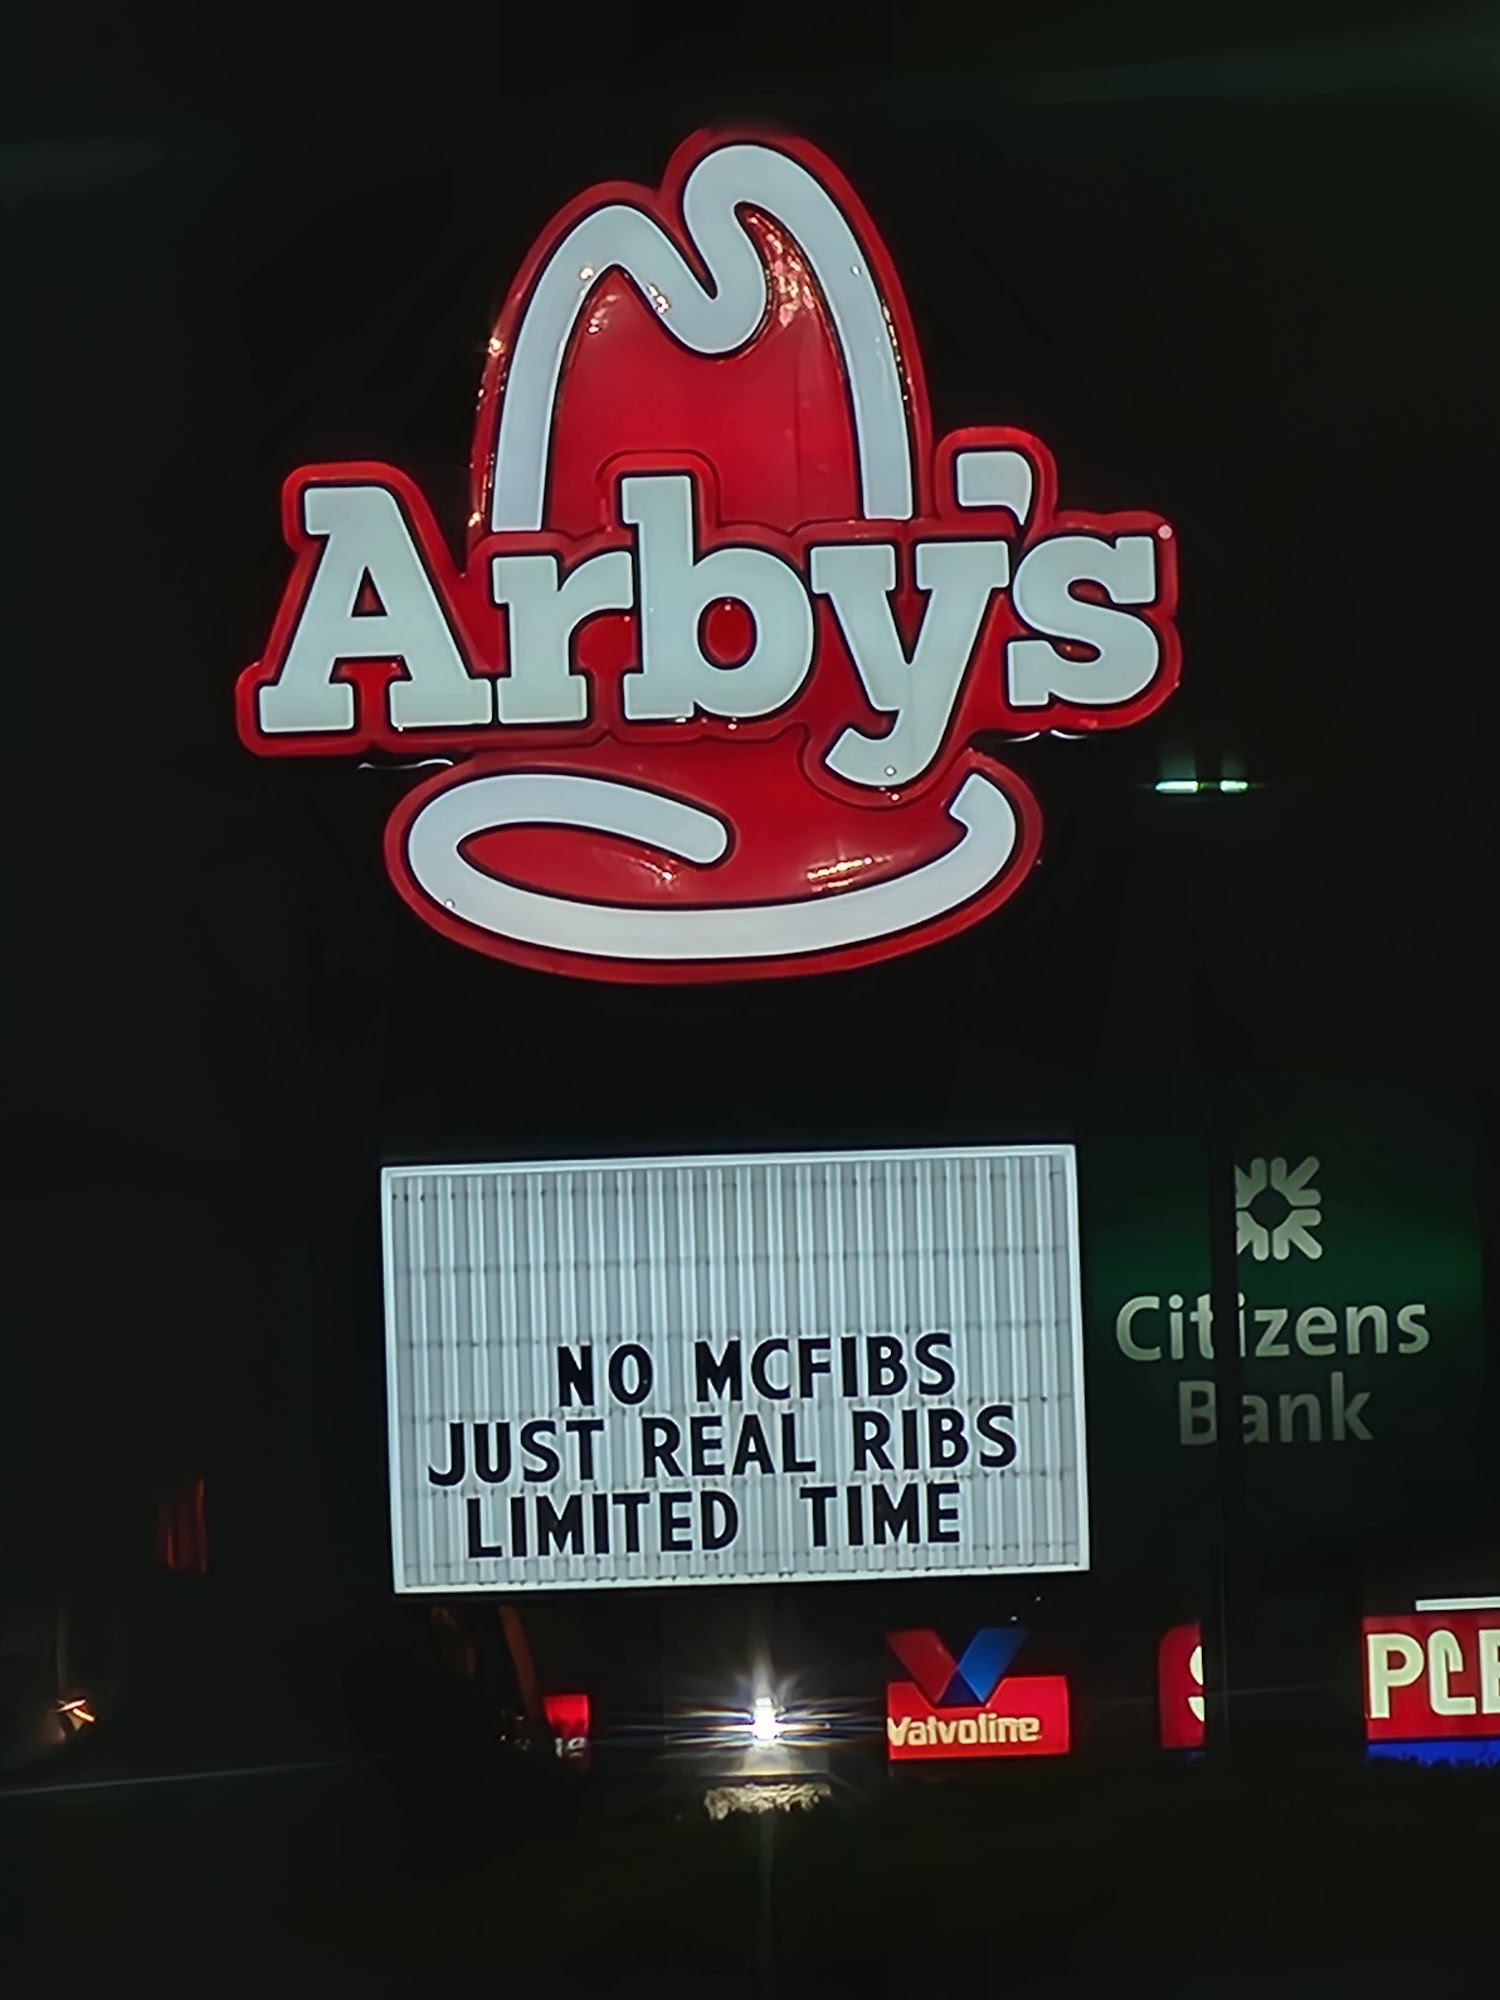 Arby's
NO MCFIBS
JUST REAL RIBS
LIMITED TIME
Citizens
Bank
Valvoline